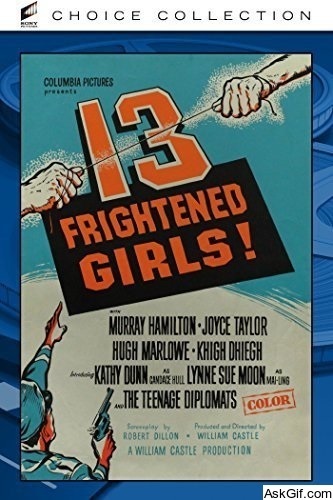 SONY
PICTURES
CHOICE COLLECTION
COLUMBIA PICTURES
presents
13
FRIGHTENED
GIRLS!
WITH
MURRAY HAMILTON • JOYCE TAYLOR
HUGH MARLOWE • KHIGH DHIEGH
Introducing KATHY DUNN AS CANDACE HULL LYNNE SUE MOON AS MAI-LING
AND THE TEENAGE DIPLOMATS COLOR
Screenplay by ROBERT DILLON • Produced and Directed by WILLIAM CASTLE
A WILLIAM CASTLE PRODUCTION
AskGif.com